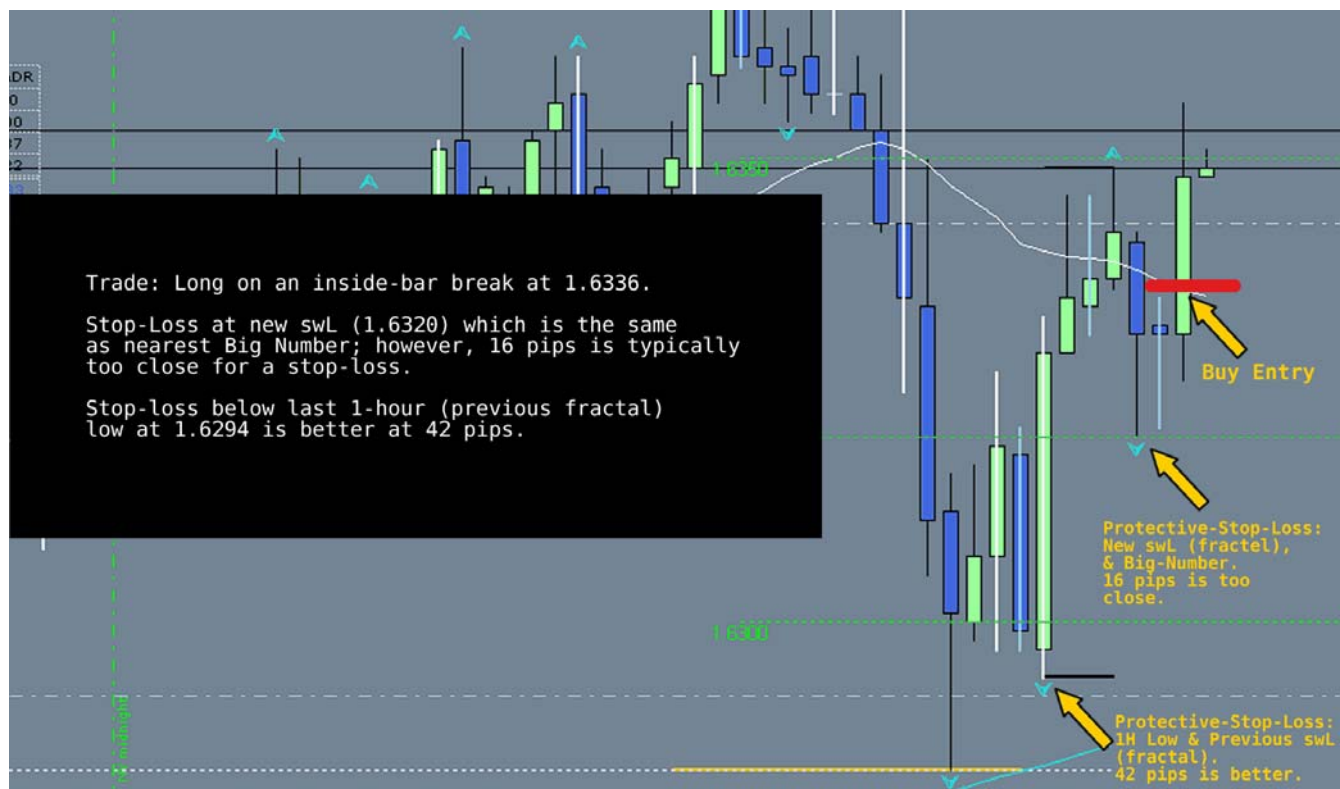 ADR
0
00
37
2
1.6350
Trade: Long on an inside-bar break at 1.6336.
Stop-Loss at new swL (1.6320) which is the same
as nearest Big Number; however, 16 pips is typically
too close for a stop-loss.
Stop-loss below last 1-hour (previous fractal)
low at 1.6294 is better at 42 pips.
Buy Entry
Protective-Stop-Loss:
New swL (fractel),
& Big-Number.
16 pips is too
close.
1.6300
midnight
Protective-Stop-Loss:
1H Low & Previous swL
(fractal).
42 pips is better.